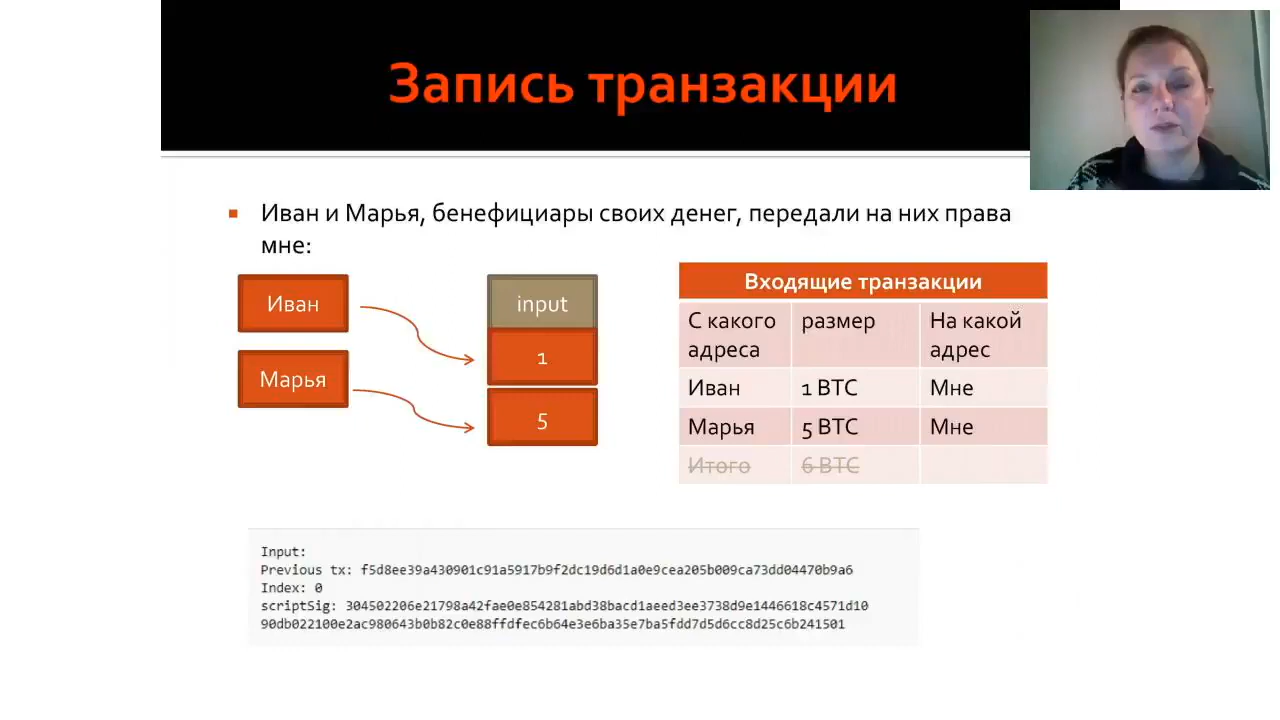 Запись транзакции
Иван и Марья, бенефициары своих денег, передали на них права
мне:
Иван
Марья
input
1
5
Входящие транзакции
С какого адреса размер На какой адрес
Иван 1 BTC Мне
Марья 5 BTC Мне
Итого 6 BTC
Input:
Previous tx: f5d8ee39a430901c91a5917b9f2dc19d6d1a0e9cea205b009ca73dd04470b9a6
Index: 0
scriptSig: 304502206e21798a42fae0e854281abd38bacd1aeed3ee3738d9e1446618c4571d10
90db022100e2ac980643b0b82c0e88ffdfec6b64e3e6ba35e7ba5fdd7d5d6cc8d25c6b241501